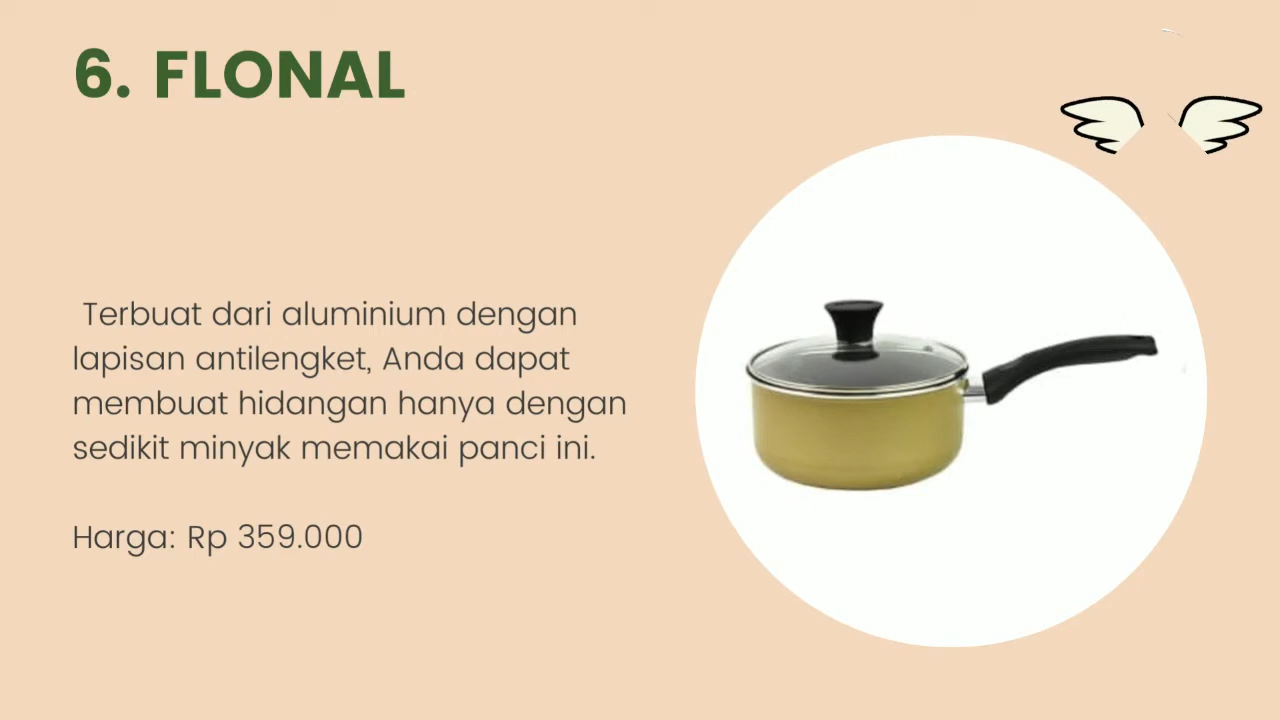 6. FLONAL
Terbuat dari aluminium dengan
lapisan antilengket, Anda dapat
membuat hidangan hanya dengan
sedikit minyak memakai panci ini.
Harga: Rp 359.000